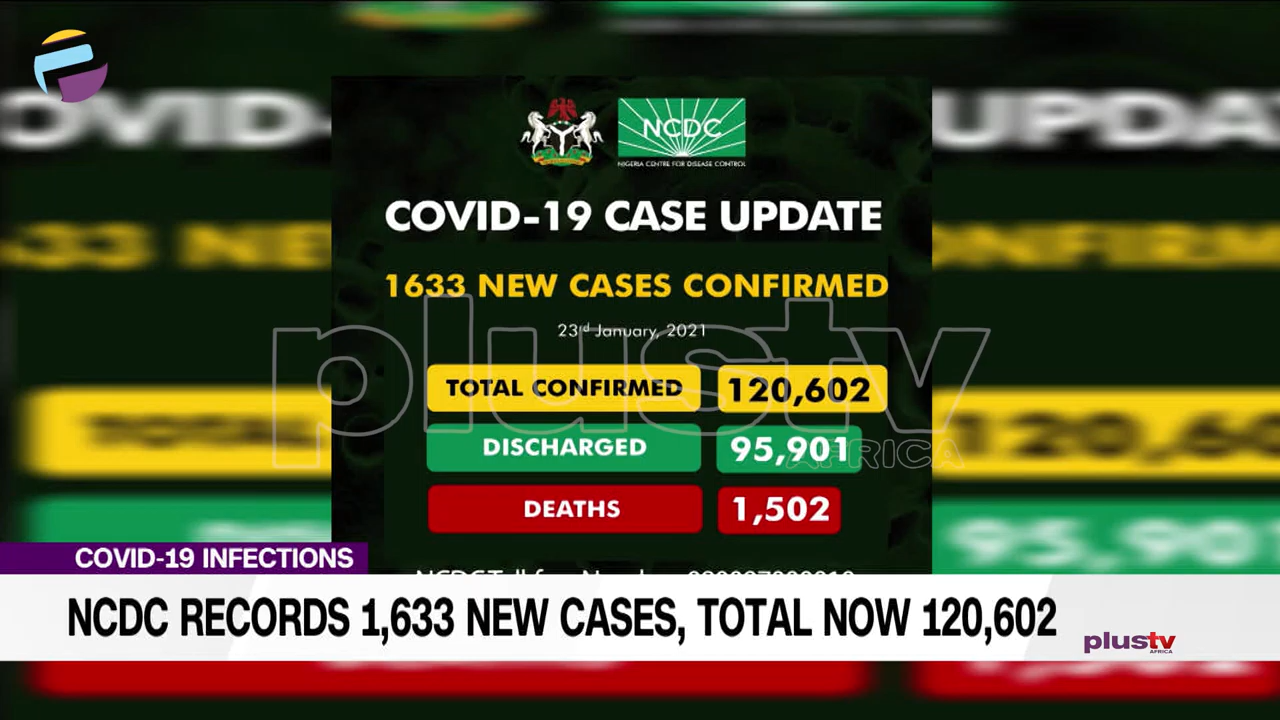 NCDC
NIGERIA CENTRE FOR DISEASE CONTROL
COVID-19 CASE UPDATE
1633 NEW CASES CONFIRMED
23rd January, 2021
TOTAL CONFIRMED 120,602
DISCHARGED 95,901
DEATHS 1,502
plustv
AFRICA
COVID-19 INFECTIONS
NCDC RECORDS 1,633 NEW CASES, TOTAL NOW 120,602
plustv
AFRICA